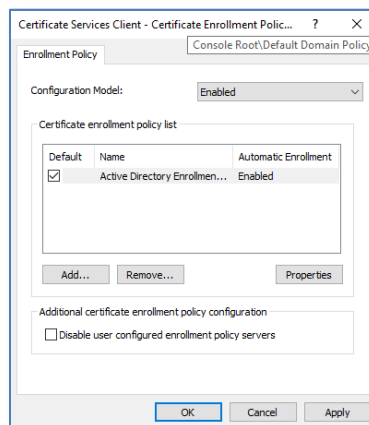 Certificate Services Client - Certificate Enrollment Polic... ? ×
Console Root\Default Domain Policy
Enrollment Policy
Configuration Model: Enabled
Certificate enrollment policy list
Default Name Automatic Enrollment
Active Directory Enrollmen... Enabled
Add... Remove... Properties
Additional certificate enrollment policy configuration
Disable user configured enrollment policy servers
OK Cancel Apply